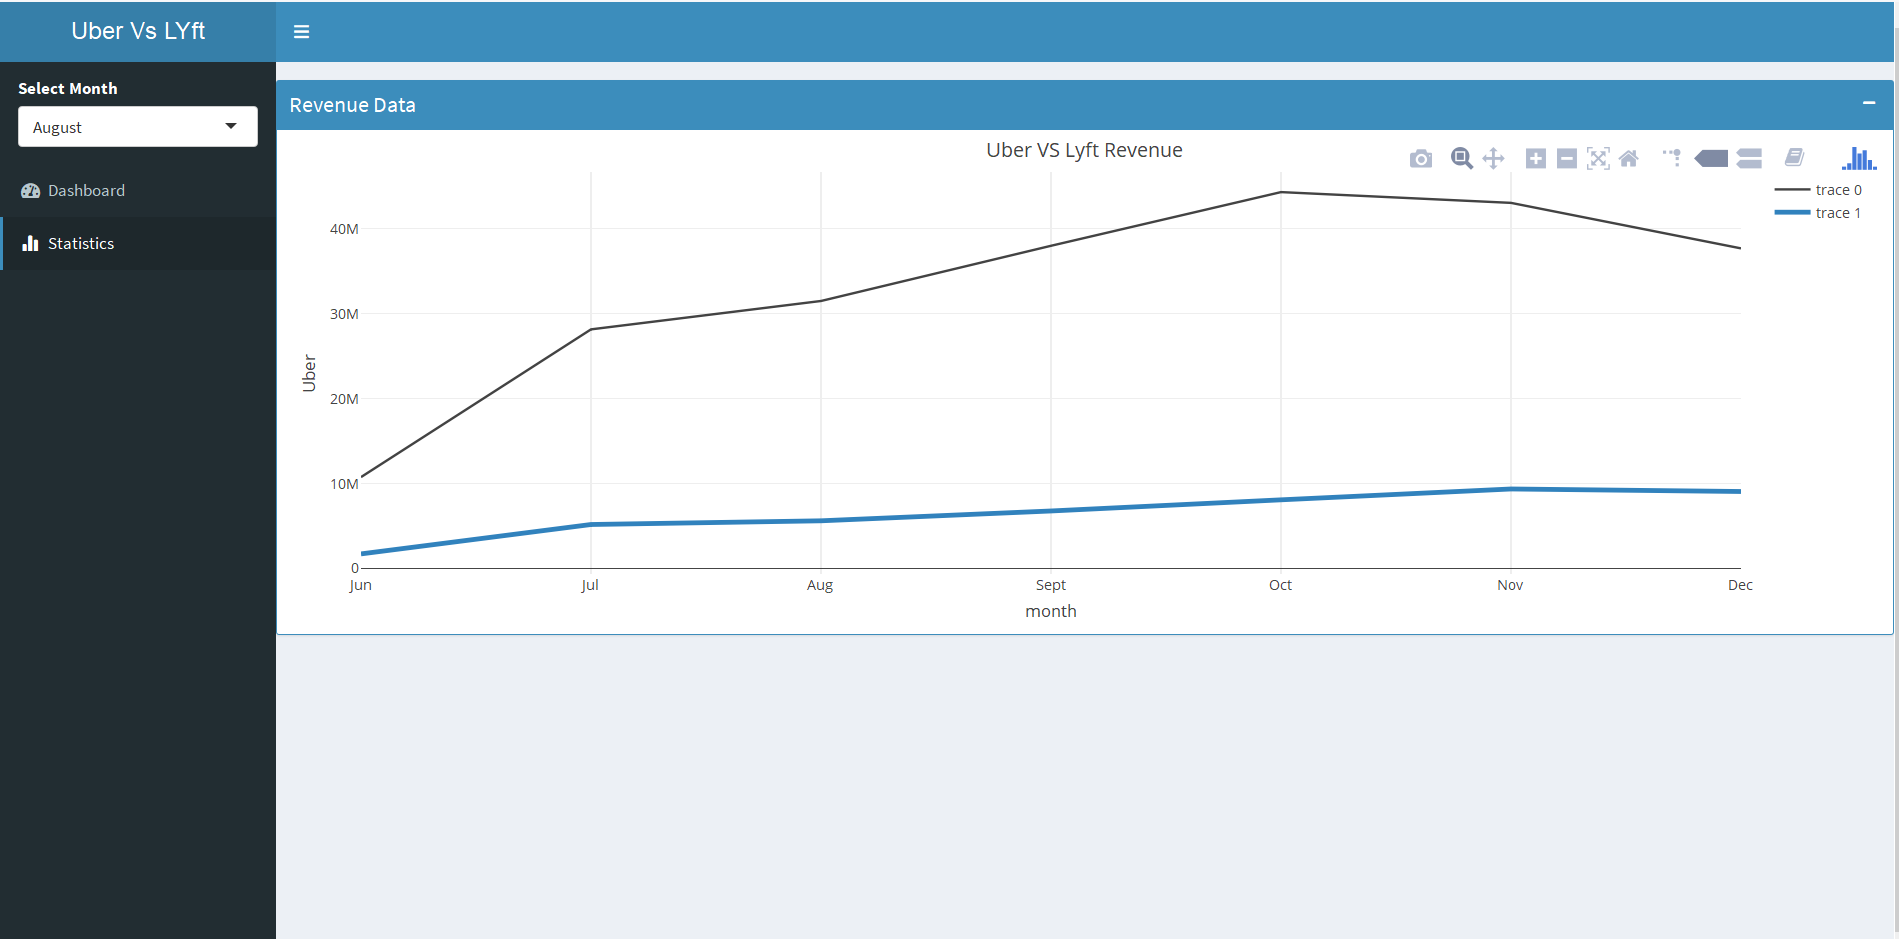 Uber Vs LYft
Select Month
August
Dashboard
Statistics
Revenue Data
Uber VS Lyft Revenue
trace 0
trace 1
40M
30M
20M
10M
0
Uber
Jun Jul Aug Sept Oct Nov Dec
month